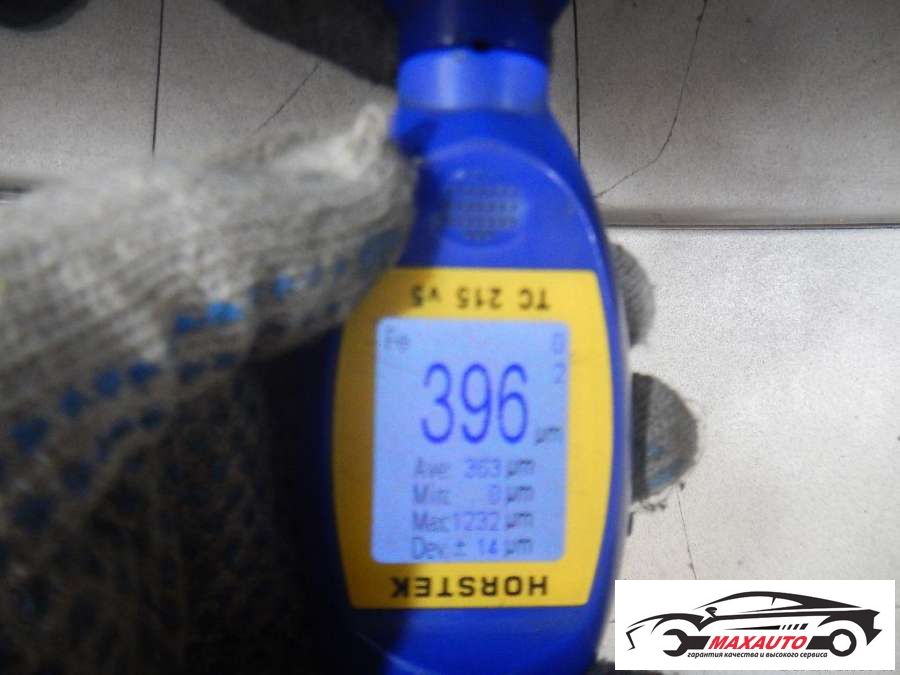 TC 215 v5
Fe 0
2
396 µm
Ave: 363 µm
Min: 0 µm
Max: 1232 µm
Dev: ± 14 µm
HORSTEK
MAXAUTO
гарантия качества и высокого сервиса